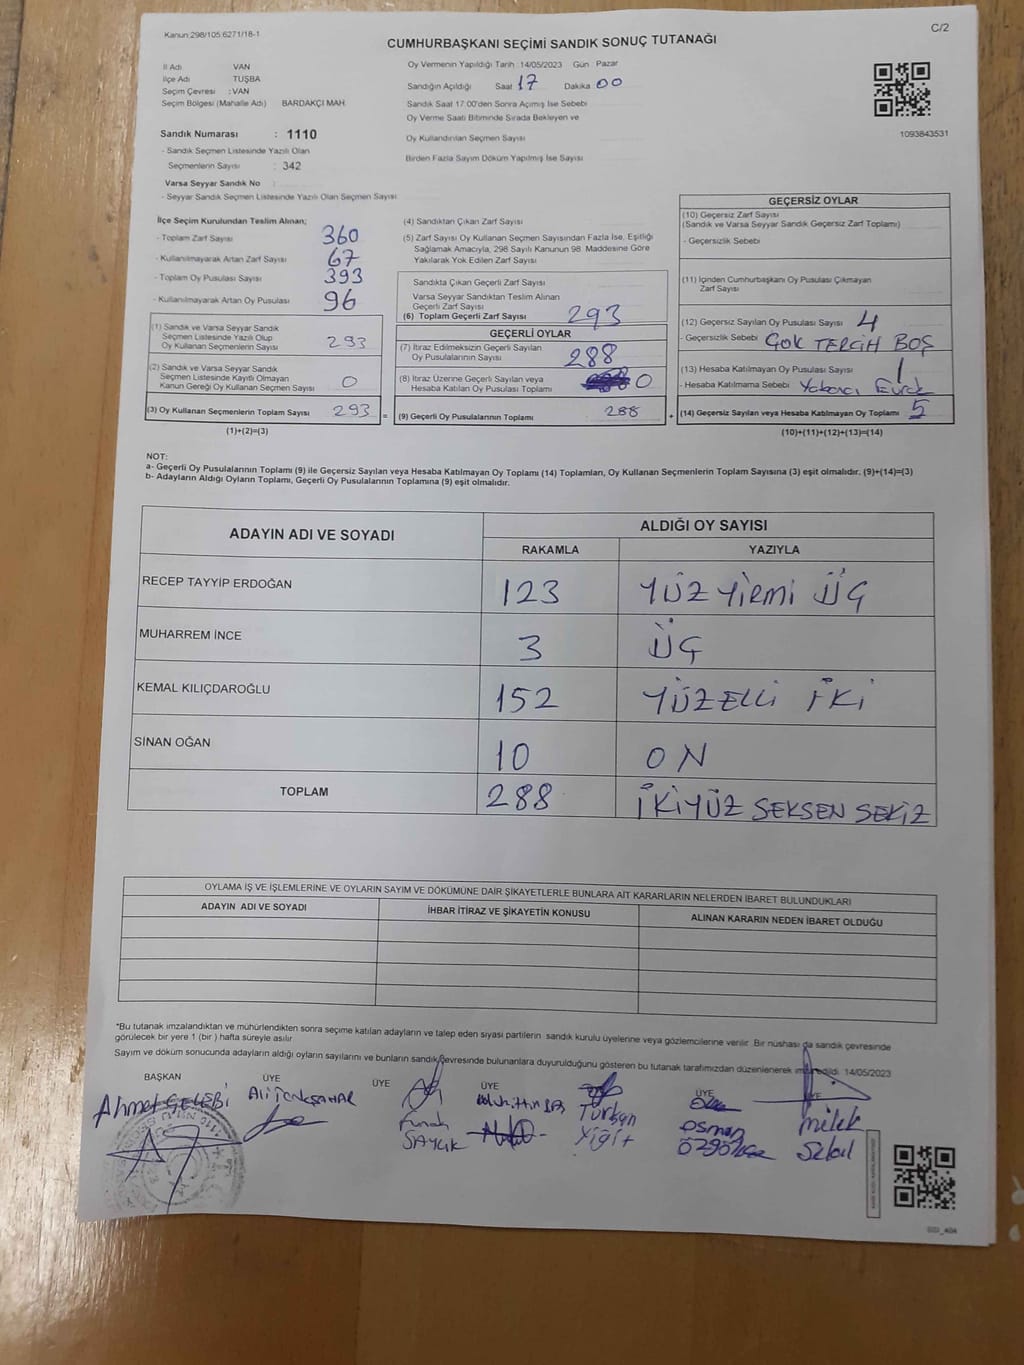 Kanun:298/105:6271/18-1
C/2
CUMHURBAŞKANI SEÇİMİ SANDIK SONUÇ TUTANAĞI
İl Adı VAN
İlçe Adı TUŞBA
Seçim Çevresi :VAN
Seçim Bölgesi (Mahalle Adı) BARDAKÇI MAH.
Sandık Numarası : 1110
- Sandık Seçmen Listesinde Yazılı Olan
Seçmenlerin Sayısı : 342
Varsa Seyyar Sandık No
- Seyyar Sandık Seçmen Listesinde Yazılı Olan Seçmen Sayısı
Oy Vermenin Yapıldığı Tarih :14/05/2023 Gün Pazar
Sandığın Açıldığı Saat 17 Dakika 00
Sandık Saat 17:00'den Sonra Açılmış İse Sebebi
Oy Verme Saati Bitiminde Sırada Bekleyen ve
Oy Kullandırılan Seçmen Sayısı
Birden Fazla Sayım Döküm Yapılmış İse Sayısı
1093843531
İlçe Seçim Kurulundan Teslim Alınan;
- Toplam Zarf Sayısı 360
- Kullanılmayarak Artan Zarf Sayısı 67
- Toplam Oy Pusulası Sayısı 393
- Kullanılmayarak Artan Oy Pusulası 96
(1) Sandık ve Varsa Seyyar Sandık
Seçmen Listesinde Yazılı Olup
Oy Kullanan Seçmenlerin Sayısı 293
(2) Sandık ve Varsa Seyyar Sandık
Seçmen Listesinde Kayıtlı Olmayan
Kanun Gereği Oy Kullanan Seçmen Sayısı 0
(3) Oy Kullanan Seçmenlerin Toplam Sayısı 293 =
(1)+(2)=(3)
(4) Sandıktan Çıkan Zarf Sayısı
(5) Zarf Sayısı Oy Kullanan Seçmen Sayısından Fazla İse, Eşitliği
Sağlamak Amacıyla, 298 Sayılı Kanunun 98. Maddesine Göre
Yakılarak Yok Edilen Zarf Sayısı
Sandıkta Çıkan Geçerli Zarf Sayısı
Varsa Seyyar Sandıktan Teslim Alınan
Geçerli Zarf Sayısı
(6) Toplam Geçerli Zarf Sayısı 293
GEÇERLİ OYLAR
(7) İtiraz Edilmeksizin Geçerli Sayılan
Oy Pusulalarının Sayısı 288
(8) İtiraz Üzerine Geçerli Sayılan veya
Hesaba Katılan Oy Pusulası Toplamı 0
(9) Geçerli Oy Pusulalarının Toplamı 288 +
GEÇERSİZ OYLAR
(10) Geçersiz Zarf Sayısı
(Sandık ve Varsa Seyyar Sandık Geçersiz Zarf Toplamı)
- Geçersizlik Sebebi
(11) İçinden Cumhurbaşkanı Oy Pusulası Çıkmayan
Zarf Sayısı
(12) Geçersiz Sayılan Oy Pusulası Sayısı 4
- Geçersizlik Sebebi ÇOK TERCİH BOŞ
(13) Hesaba Katılmayan Oy Pusulası Sayısı 1
- Hesaba Katılmama Sebebi Yabancı Evrak
(14) Geçersiz Sayılan veya Hesaba Katılmayan Oy Toplamı 5
(10)+(11)+(12)+(13)=(14)
NOT:
a- Geçerli Oy Pusulalarının Toplamı (9) ile Geçersiz Sayılan veya Hesaba Katılmayan Oy Toplamı (14) Toplamları, Oy Kullanan Seçmenlerin Toplam Sayısına (3) eşit olmalıdır. (9)+(14)=(3)
b- Adayların Aldığı Oyların Toplamı, Geçerli Oy Pusulalarının Toplamına (9) eşit olmalıdır.
ADAYIN ADI VE SOYADI ALDIĞI OY SAYISI
RAKAMLA YAZIYLA
RECEP TAYYİP ERDOĞAN 123 YÜZ YİRMİ ÜÇ
MUHARREM İNCE 3 ÜÇ
KEMAL KILIÇDAROĞLU 152 YÜZELLİ İKİ
SİNAN OĞAN 10 ON
TOPLAM 288 İKİYÜZ SEKSEN SEKİZ
OYLAMA İŞ VE İŞLEMLERİNE VE OYLARIN SAYIM VE DÖKÜMÜNE DAİR ŞİKAYETLERLE BUNLARA AİT KARARLARIN NELERDEN İBARET BULUNDUKLARI
ADAYIN ADI VE SOYADI İHBAR İTİRAZ VE ŞİKAYETİN KONUSU ALINAN KARARIN NEDEN İBARET OLDUĞU
*Bu tutanak imzalandıktan ve mühürlendikten sonra seçime katılan adayların ve talep eden siyasi partilerin sandık kurulu üyelerine veya gözlemcilerine verilir. Bir nüshası da sandık çevresinde
görülecek bir yere 1 (bir) hafta süreyle asılır.
Sayım ve döküm sonucunda adayların aldığı oyların sayılarını ve bunların sandık çevresinde bulunanlara duyurulduğunu gösteren bu tutanak tarafımızdan düzenlenerek imza edildi. 14/05/2023
BAŞKAN ÜYE ÜYE ÜYE ÜYE
Ahmet ÇELEBİ Türkan Yiğit OSMAN Melek